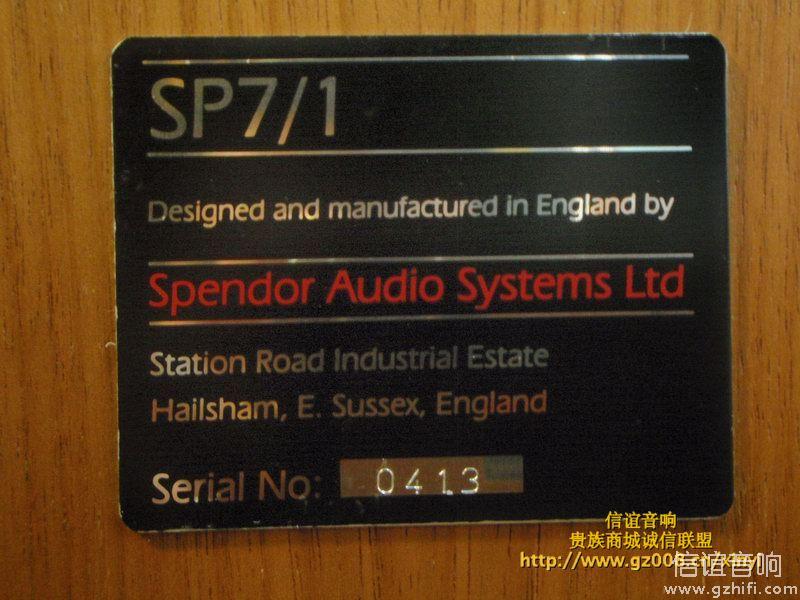 SP7/1
Designed and manufactured in England by
Spendor Audio Systems Ltd
Station Road Industrial Estate
Hailsham, E. Sussex, England
Serial No: 0413
信谊音响
贵族商城诚信联盟
信谊音响
www.gzhifi.com